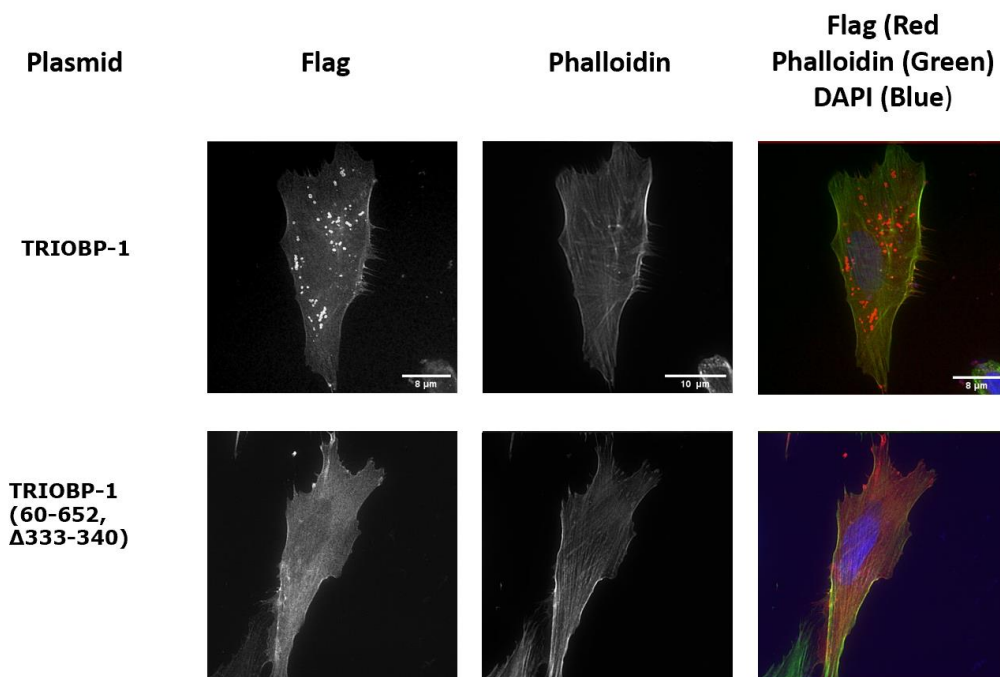 Plasmid
Flag
Phalloidin
Flag (Red
Phalloidin (Green)
DAPI (Blue)
TRIOBP-1
8 µm
10 µm
8 µm
TRIOBP-1
(60-652,
Δ333-340)